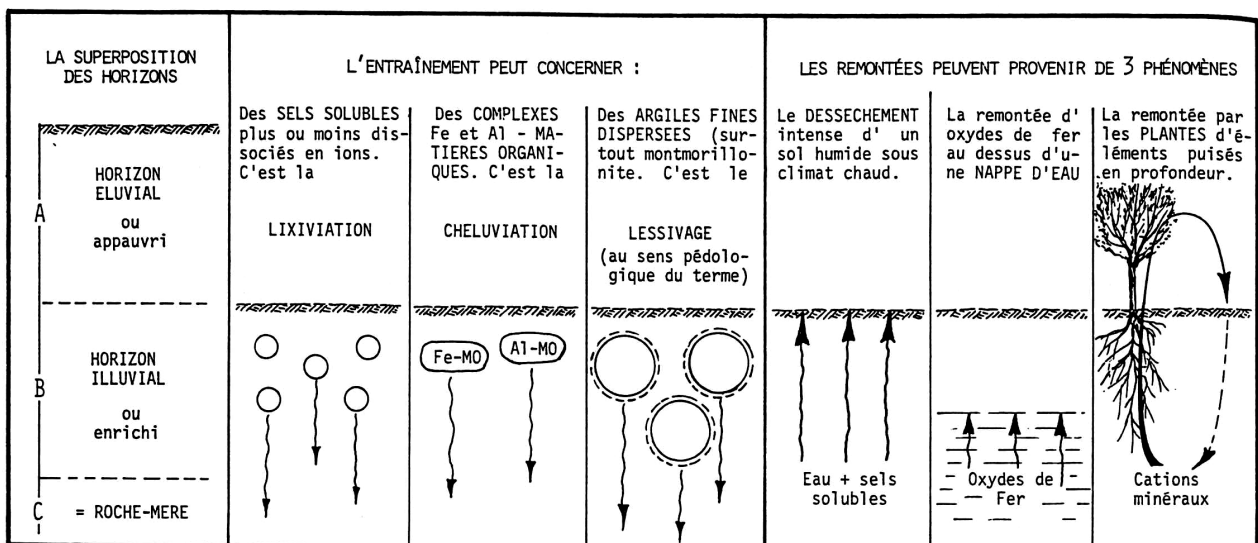 LA SUPERPOSITION
DES HORIZONS
A
HORIZON
ELUVIAL
ou
appauvri
B
HORIZON
ILLUVIAL
ou
enrichi
C = ROCHE-MERE
L'ENTRAÎNEMENT PEUT CONCERNER :
Des SELS SOLUBLES
plus ou moins dis-
sociés en ions.
C'est la
LIXIVIATION
Des COMPLEXES
Fe et Al - MA-
TIERES ORGANI-
QUES. C'est la
CHELUVIATION
Fe-MO
Al-MO
Des ARGILES FINES
DISPERSEES (sur-
tout montmorillo-
nite. C'est le
LESSIVAGE
(au sens pédolo-
gique du terme)
LES REMONTÉES PEUVENT PROVENIR DE 3 PHÉNOMÈNES
Le DESSECHEMENT
intense d' un
sol humide sous
climat chaud.
Eau + sels
solubles
La remontée d'
oxydes de fer
au dessus d'u-
ne NAPPE D'EAU
Oxydes de
Fer
La remontée par
les PLANTES d'é-
léments puisés
en profondeur.
Cations
minéraux